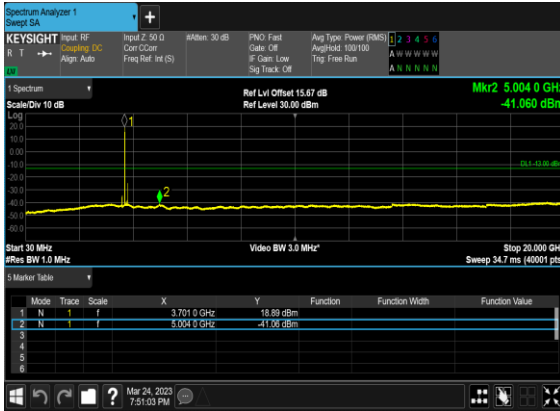 Spectrum Analyzer 1
Swept SA
+
KEYSIGHT Input: RF Input Z: 50 Ω #Atten: 30 dB PNO: Fast Avg Type: Power (RMS) 1 2 3 4 5 6
R T Coupling: DC Corr CCorr Gate: Off Avg|Hold: 100/100 A W W W W W
Align: Auto Freq Ref: Int (S) IF Gain: Low Trig: Free Run
LXI Sig Track: Off A N N N N N
1 Spectrum Ref Lvl Offset 15.67 dB Mkr2 5.004 0 GHz
Scale/Div 10 dB Ref Level 30.00 dBm -41.060 dBm
Log
1
20.0
10.0
0.00
-10.0
DL1 -13.00 dBm
-20.0
-30.0
2
-40.0
-50.0
-60.0
Start 30 MHz Video BW 3.0 MHz* Stop 20.000 GHz
#Res BW 1.0 MHz Sweep 34.7 ms (40001 pts)
5 Marker Table
Mode Trace Scale X Y Function Function Width Function Value
1 N 1 f 3.701 0 GHz 18.89 dBm
2 N 1 f 5.004 0 GHz -41.06 dBm
3
4
5
6
? Mar 24, 2023
7:51:03 PM